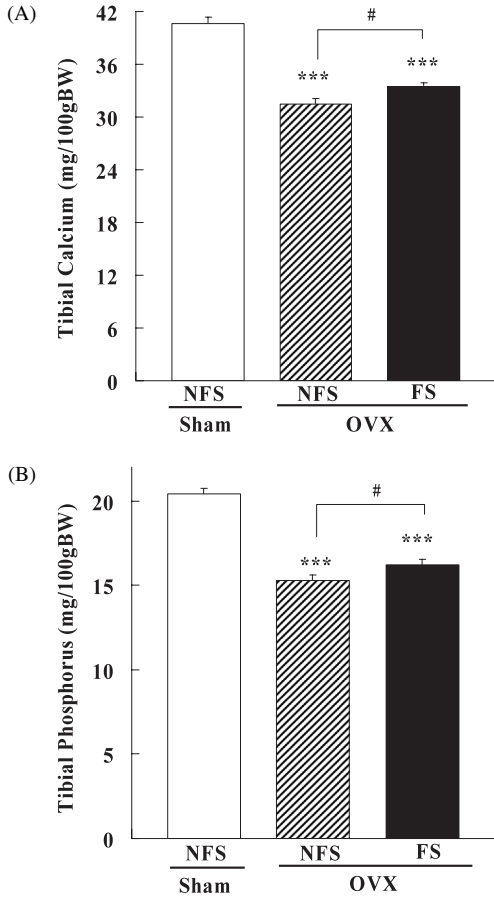 (A)
Tibial Calcium (mg/100gBW)
42
36
30
24
18
12
6
0
#
***
***
NFS
NFS
FS
Sham
OVX
(B)
Tibial Phosphorus (mg/100gBW)
20
15
10
5
0
#
***
***
NFS
NFS
FS
Sham
OVX